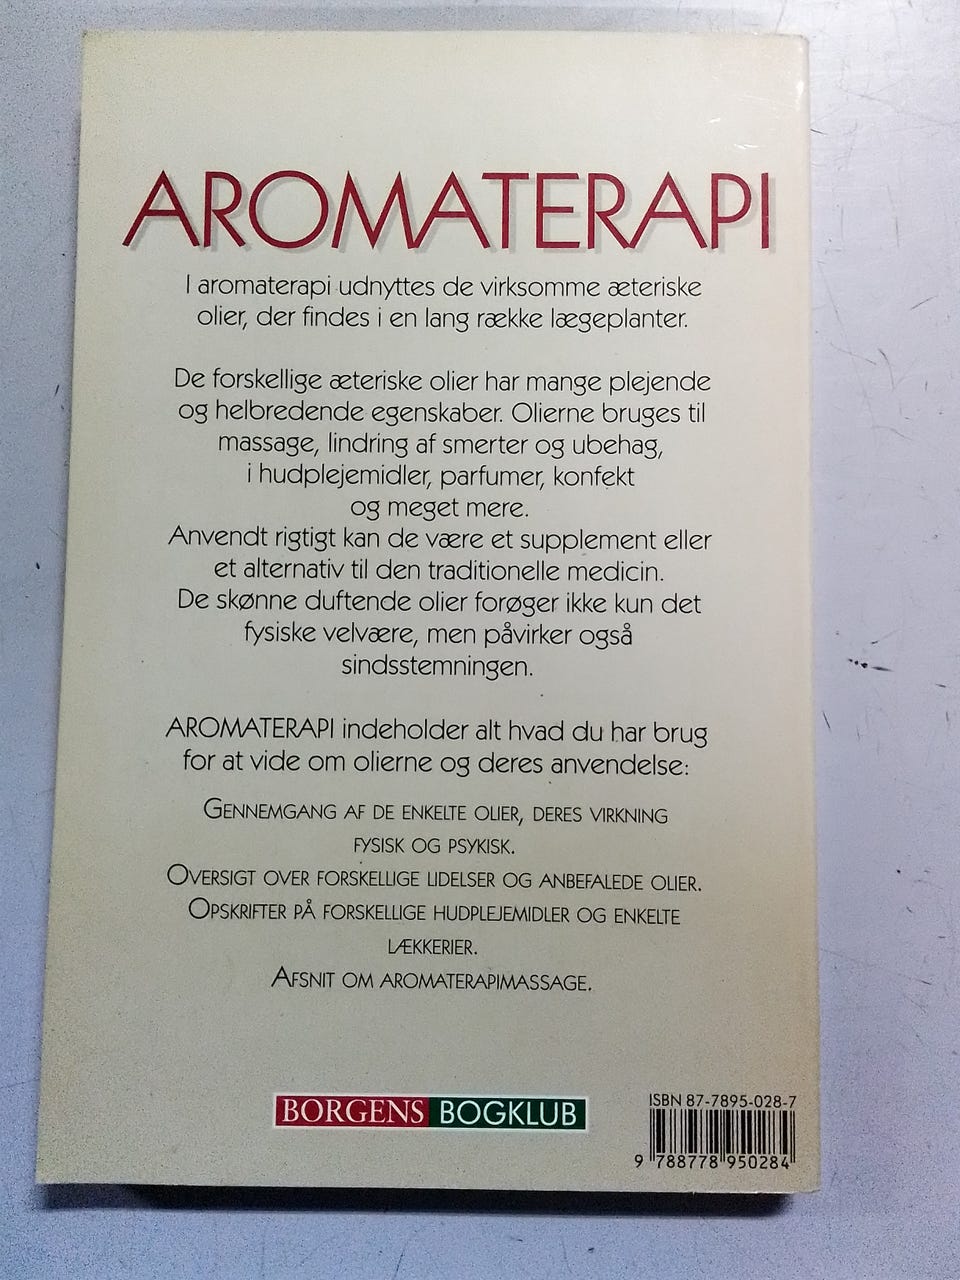 AROMATERAPI
I aromaterapi udnyttes de virksomme æteriske
olier, der findes i en lang række lægeplanter.
De forskellige æteriske olier har mange plejende
og helbredende egenskaber. Olierne bruges til
massage, lindring af smerter og ubehag,
i hudplejemidler, parfumer, konfekt
og meget mere.
Anvendt rigtigt kan de være et supplement eller
et alternativ til den traditionelle medicin.
De skønne duftende olier forøger ikke kun det
fysiske velvære, men påvirker også
sindsstemningen.
AROMATERAPI indeholder alt hvad du har brug
for at vide om olierne og deres anvendelse:
GENNEMGANG AF DE ENKELTE OLIER, DERES VIRKNING
FYSISK OG PSYKISK.
OVERSIGT OVER FORSKELLIGE LIDELSER OG ANBEFALEDE OLIER.
OPSKRIFTER PÅ FORSKELLIGE HUDPLEJEMIDLER OG ENKELTE
LÆKKERIER.
AFSNIT OM AROMATERAPIMASSAGE.
BORGENS BOGKLUB
ISBN 87-7895-028-7
9 788778 950284